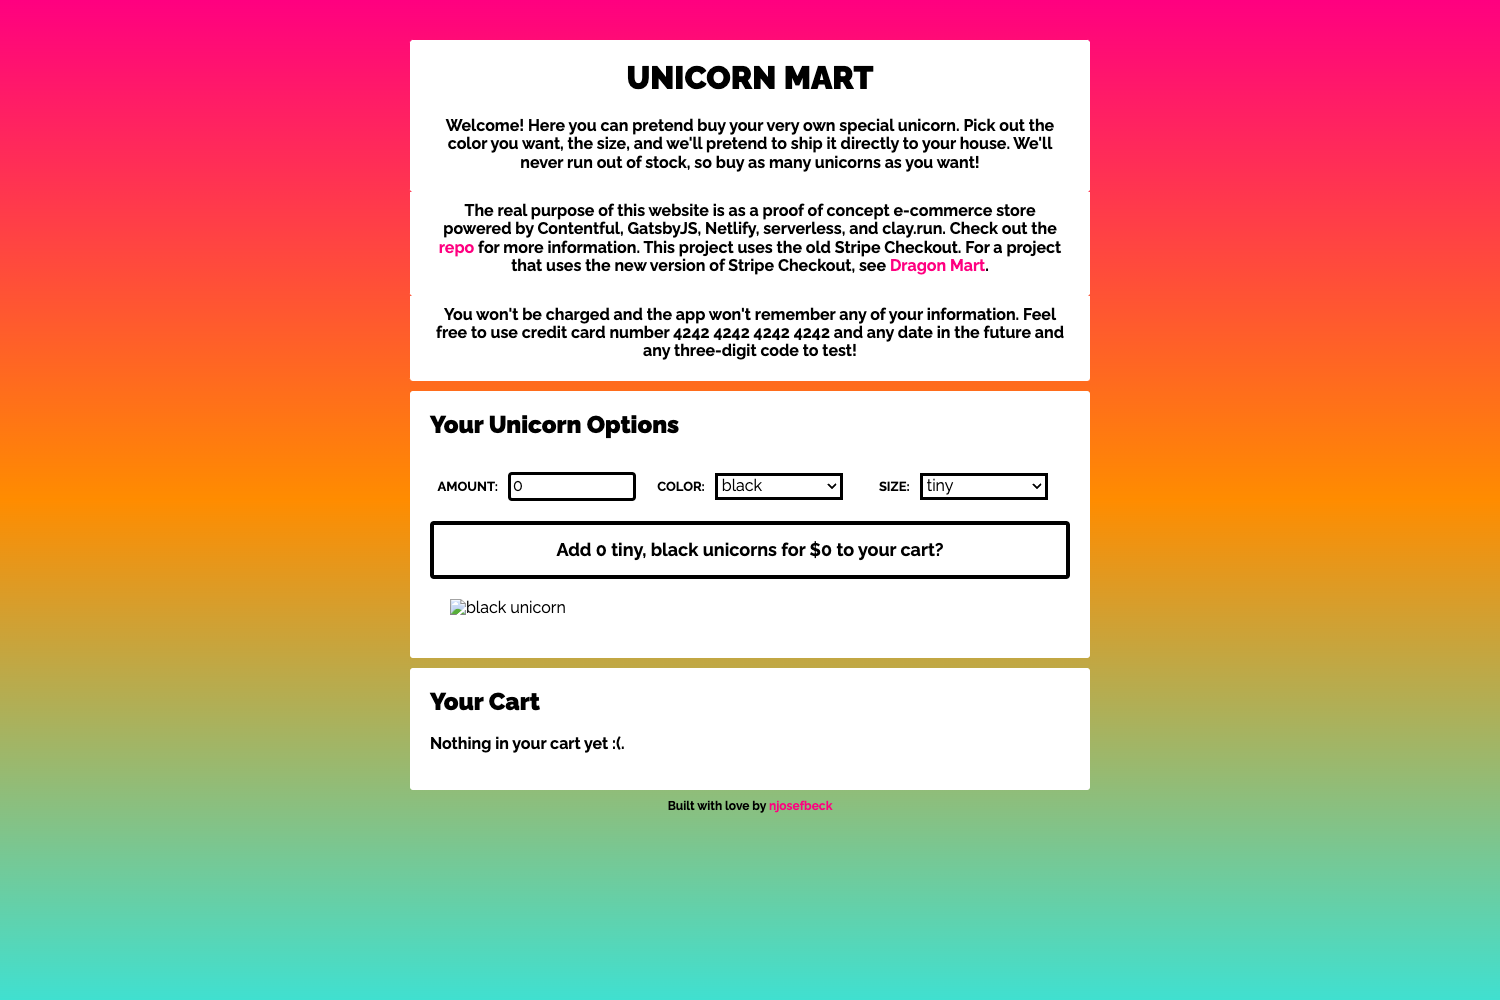 UNICORN MART
Welcome! Here you can pretend buy your very own special unicorn. Pick out the
color you want, the size, and we'll pretend to ship it directly to your house. We'll
never run out of stock, so buy as many unicorns as you want!
The real purpose of this website is as a proof of concept e-commerce store
powered by Contentful, GatsbyJS, Netlify, serverless, and clay.run. Check out the
repo for more information. This project uses the old Stripe Checkout. For a project
that uses the new version of Stripe Checkout, see Dragon Mart.
You won't be charged and the app won't remember any of your information. Feel
free to use credit card number 4242 4242 4242 4242 and any date in the future and
any three-digit code to test!
Your Unicorn Options
AMOUNT: 0 COLOR: black SIZE: tiny
Add 0 tiny, black unicorns for $0 to your cart?
black unicorn
Your Cart
Nothing in your cart yet :(.
Built with love by njosefbeck